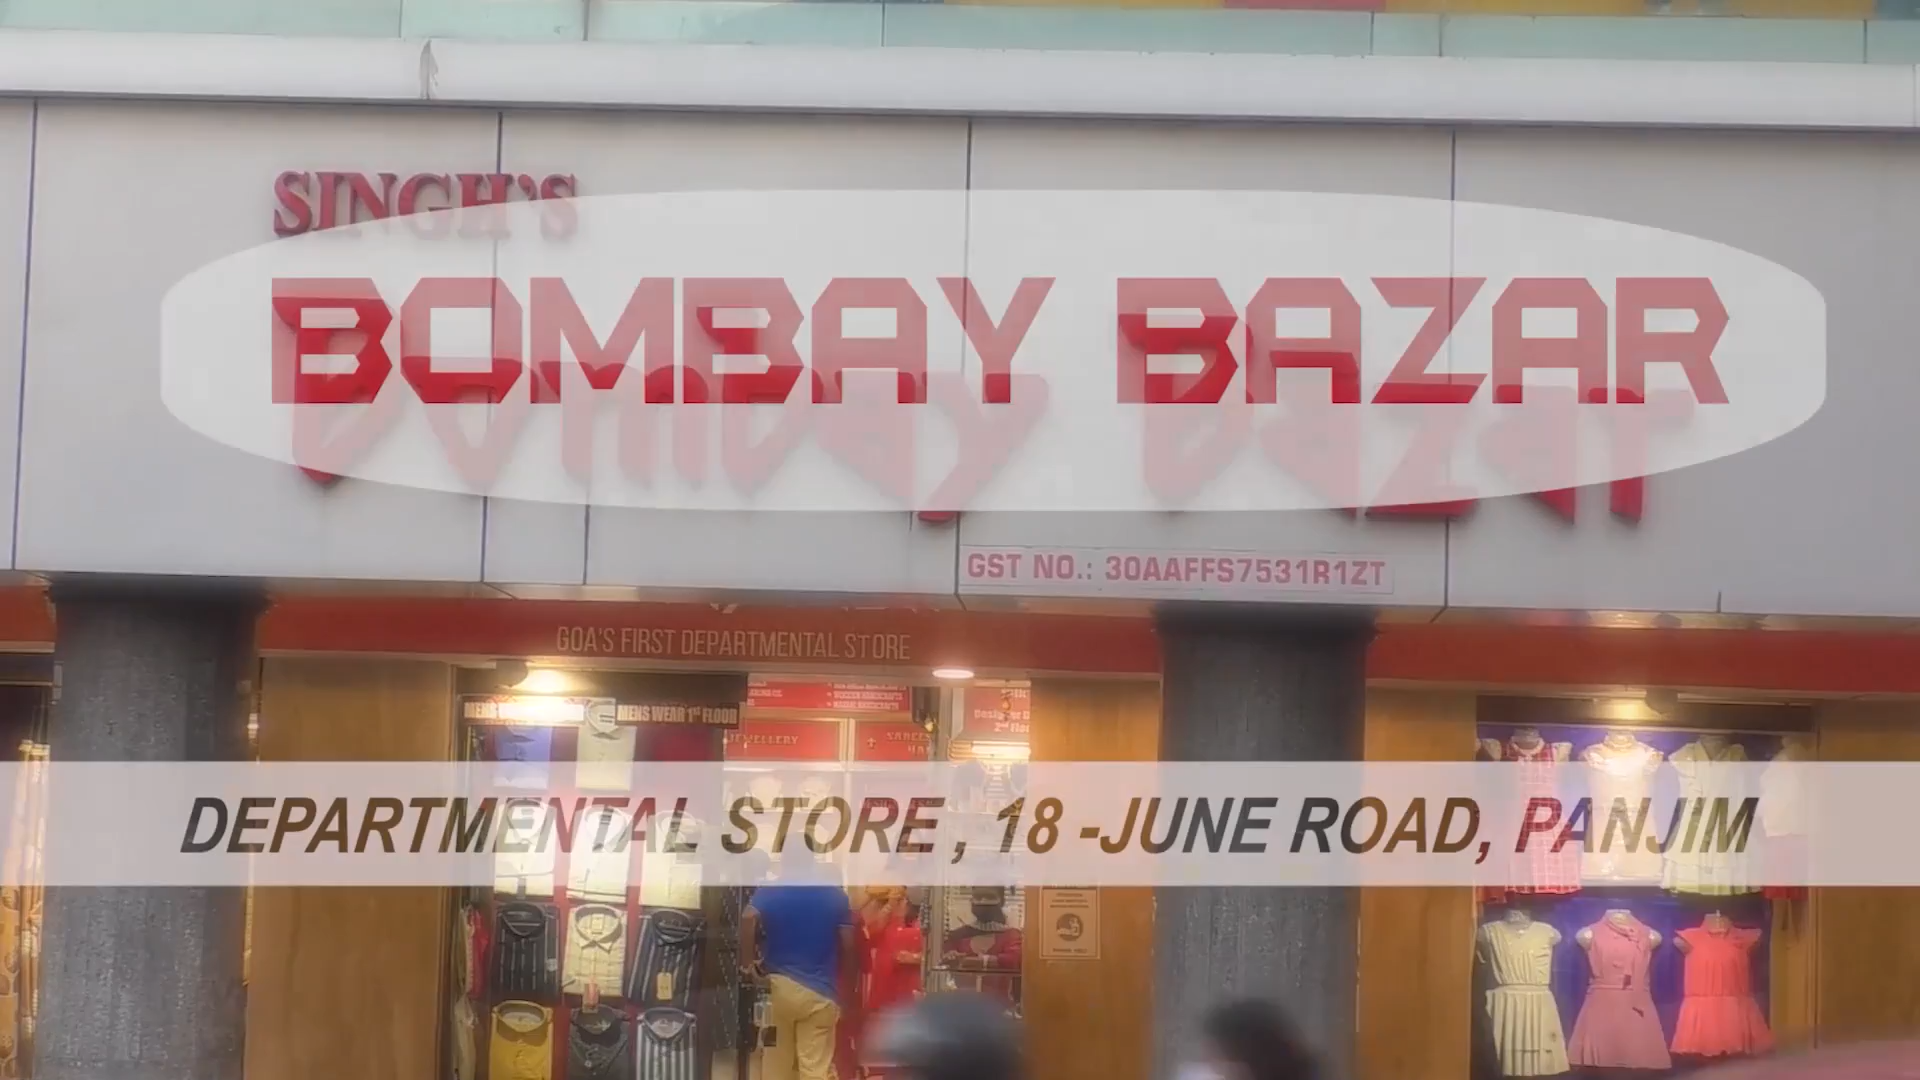 SINGH'S
BOMBAY BAZAR
Bombay Bazar
GST NO.: 30AAFFS7531R1ZT
GOA'S FIRST DEPARTMENTAL STORE
MENS WEAR 1ST FLOOR
JEWELLERY
DEPARTMENTAL STORE , 18 -JUNE ROAD, PANJIM